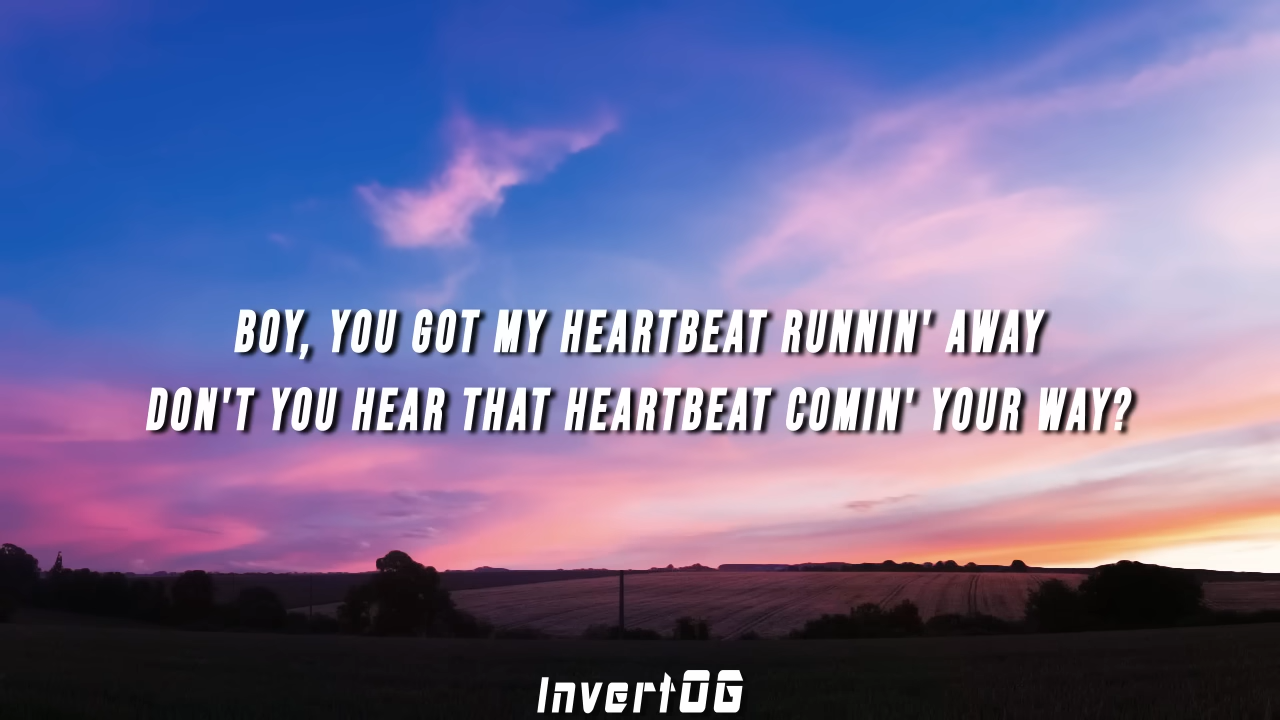 BOY, YOU GOT MY HEARTBEAT RUNNIN' AWAY
DON'T YOU HEAR THAT HEARTBEAT COMIN' YOUR WAY?
InvertOG